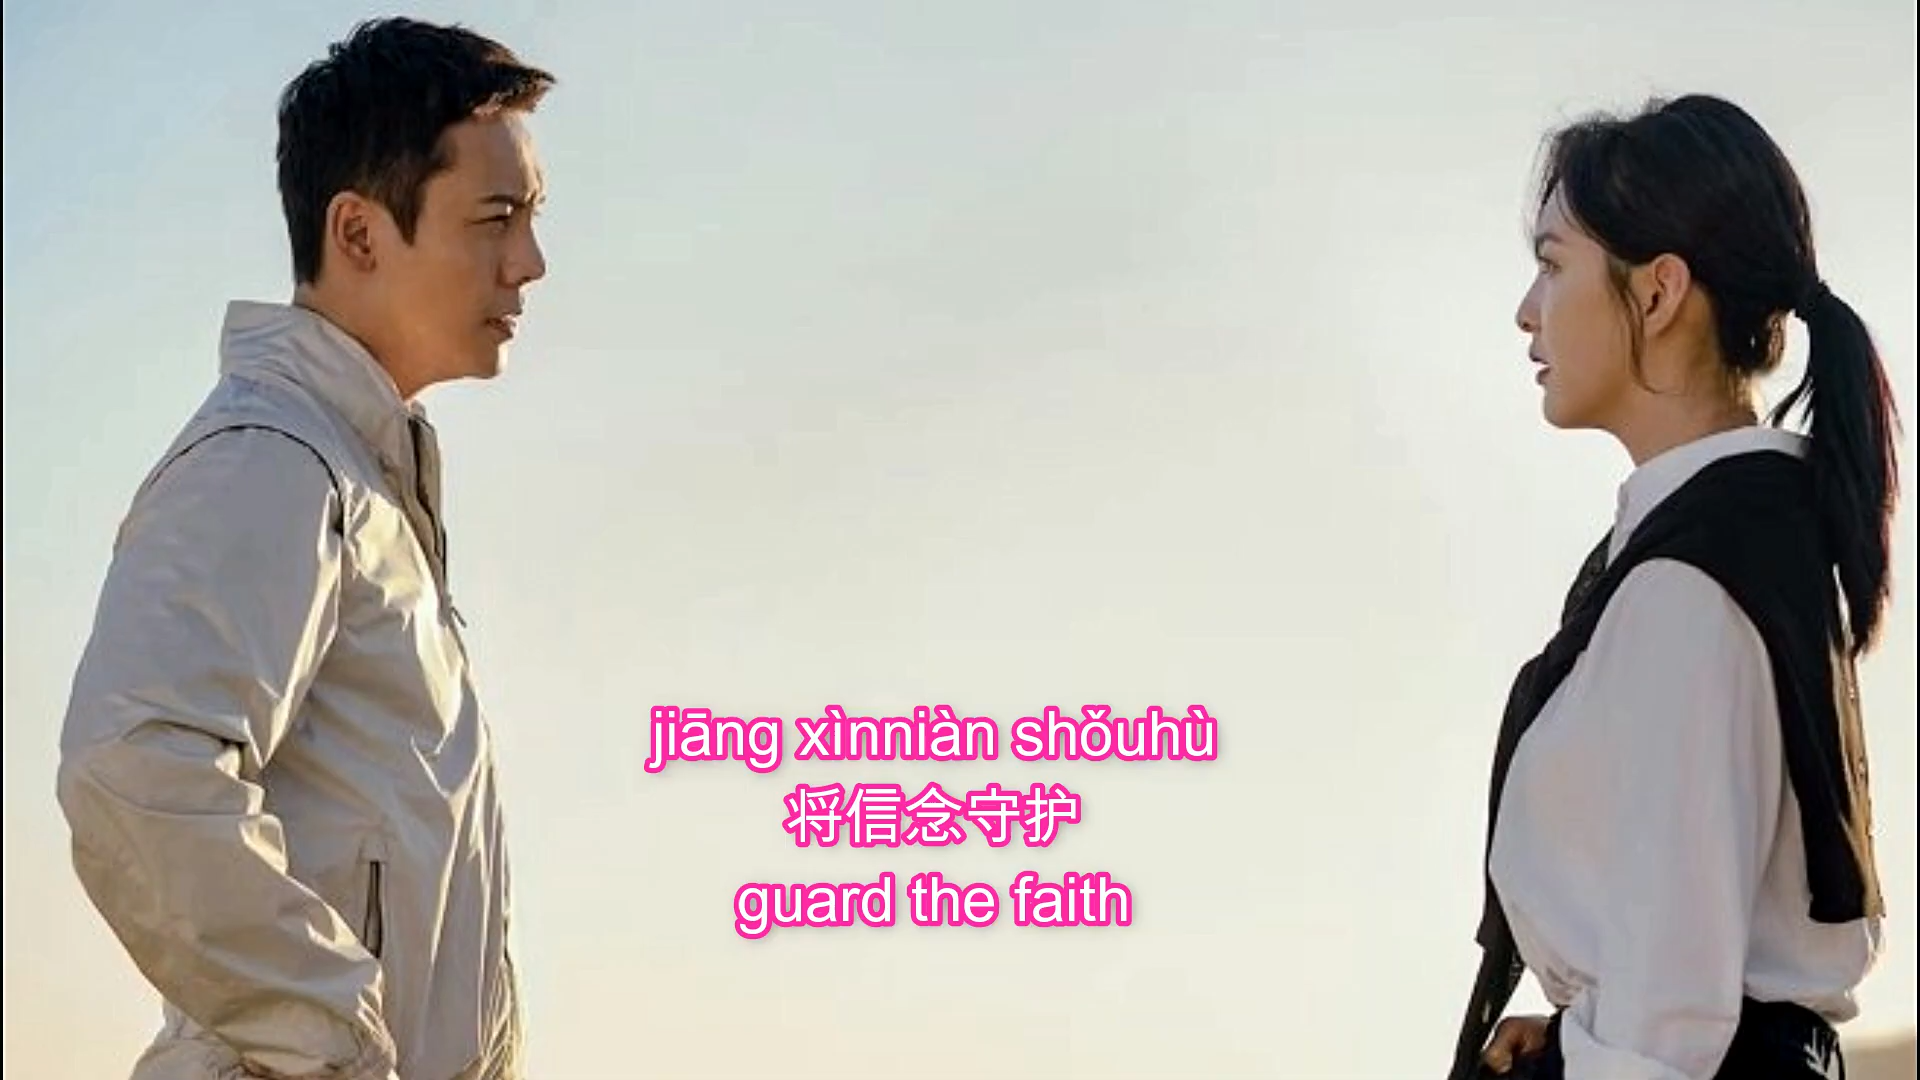 jiāng xìnniàn shǒuhù
将信念守护
guard the faith